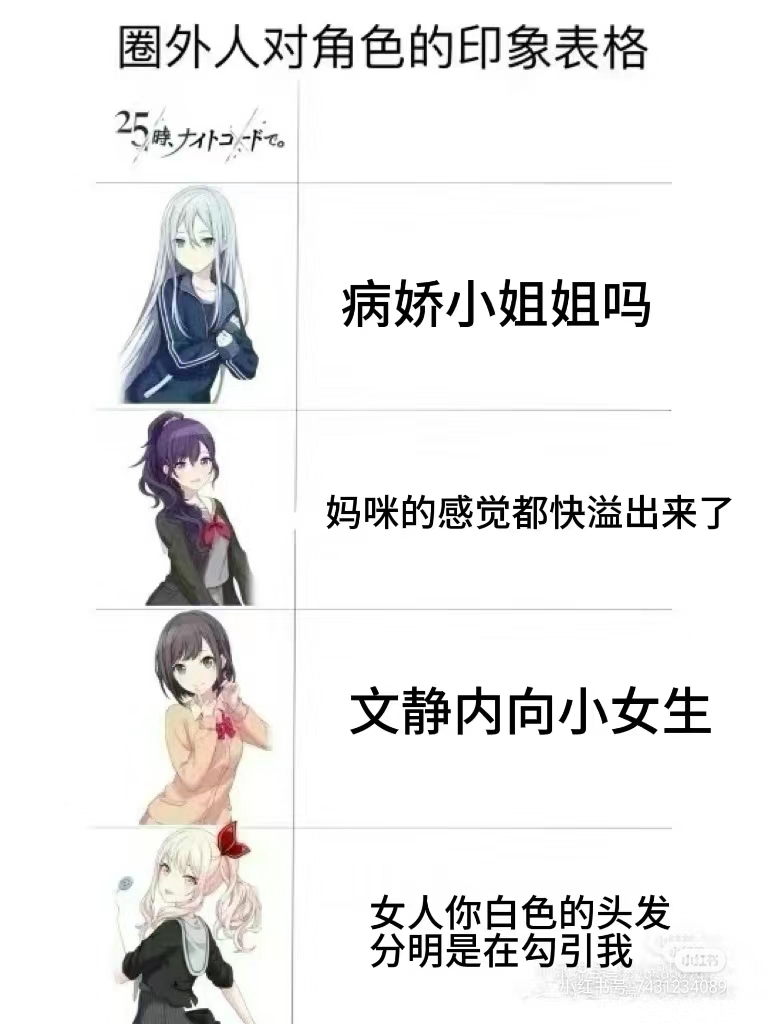 圈外人对角色的印象表格
25時、ナイトコードで。
病娇小姐姐吗
妈咪的感觉都快溢出来了
文静内向小女生
女人你白色的头发
分明是在勾引我
小红书
小红书号:7431234089